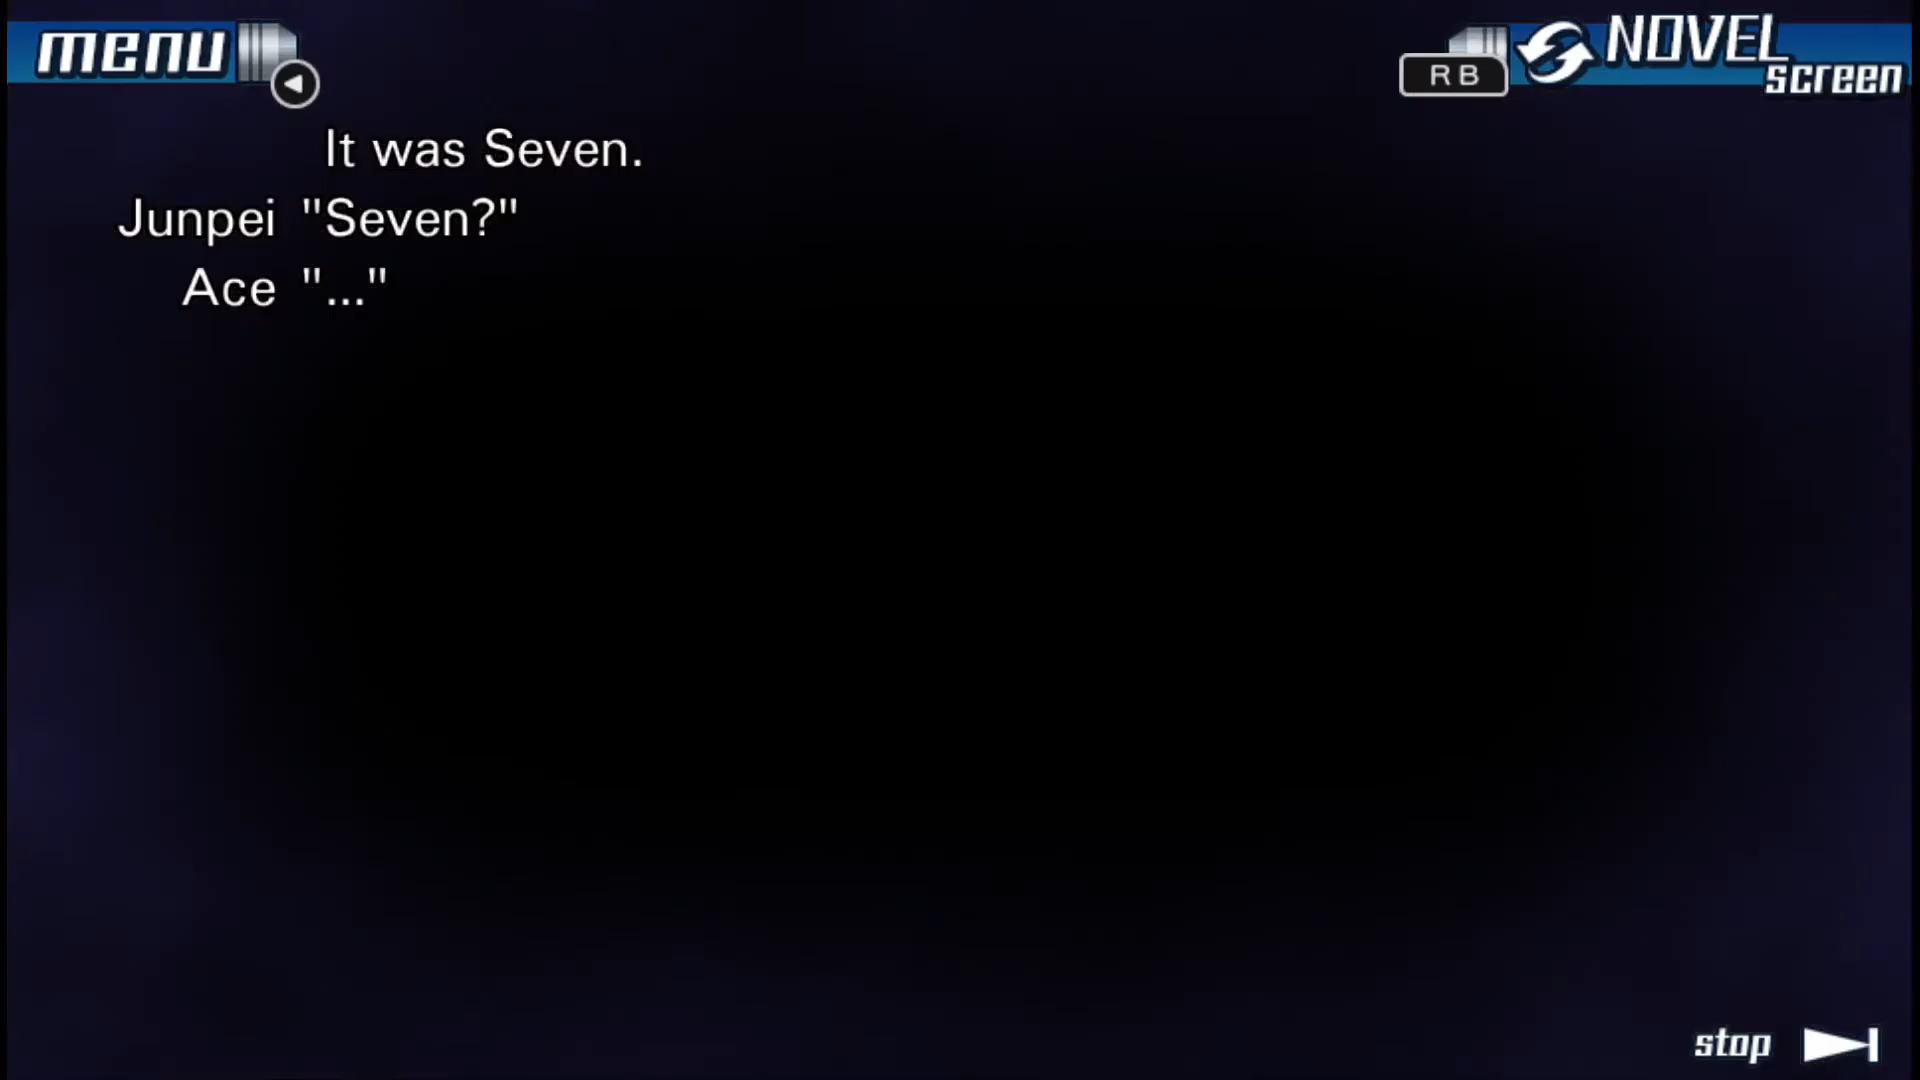 menu
RB
NOVEL
screen
It was Seven.
Junpei "Seven?"
Ace "..."
stop